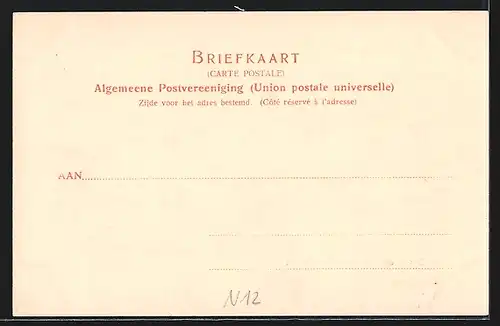 BRIEFKAART
(CARTE POSTALE)
Algemeene Postvereeniging (Union postale universelle)
Zijde voor het adres bestemd. (Côté réservé à l'adresse)
AAN
N12